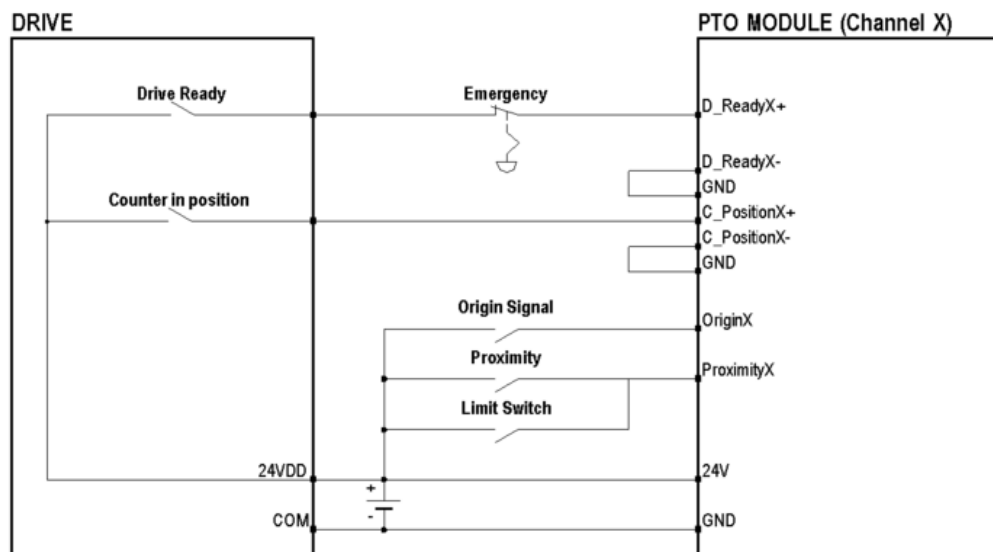 DRIVE
PTO MODULE (Channel X)
Drive Ready
Emergency
D_ReadyX+
D_ReadyX-
GND
Counter in position
C_PositionX+
C_PositionX-
GND
Origin Signal
OriginX
Proximity
ProximityX
Limit Switch
24VDD
24V
+
-
COM
GND